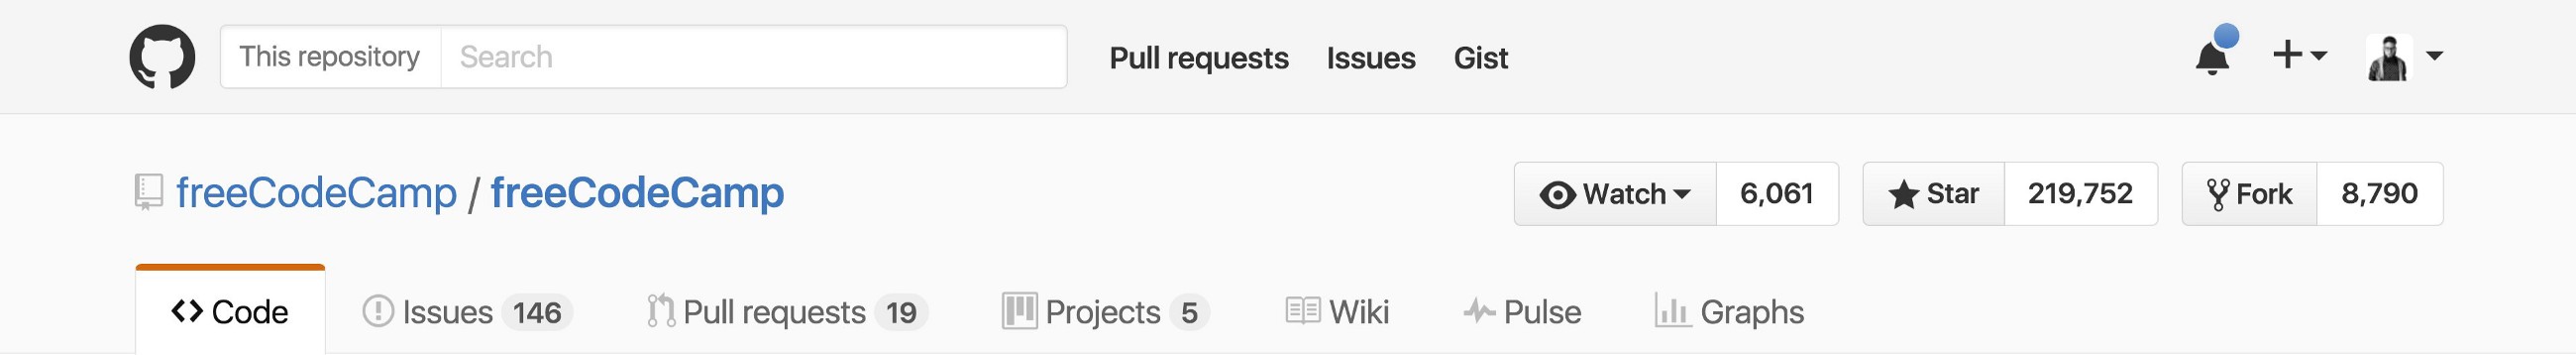 This repository Search Pull requests Issues Gist
freeCodeCamp / freeCodeCamp Watch 6,061 Star 219,752 Fork 8,790
Code Issues 146 Pull requests 19 Projects 5 Wiki Pulse Graphs